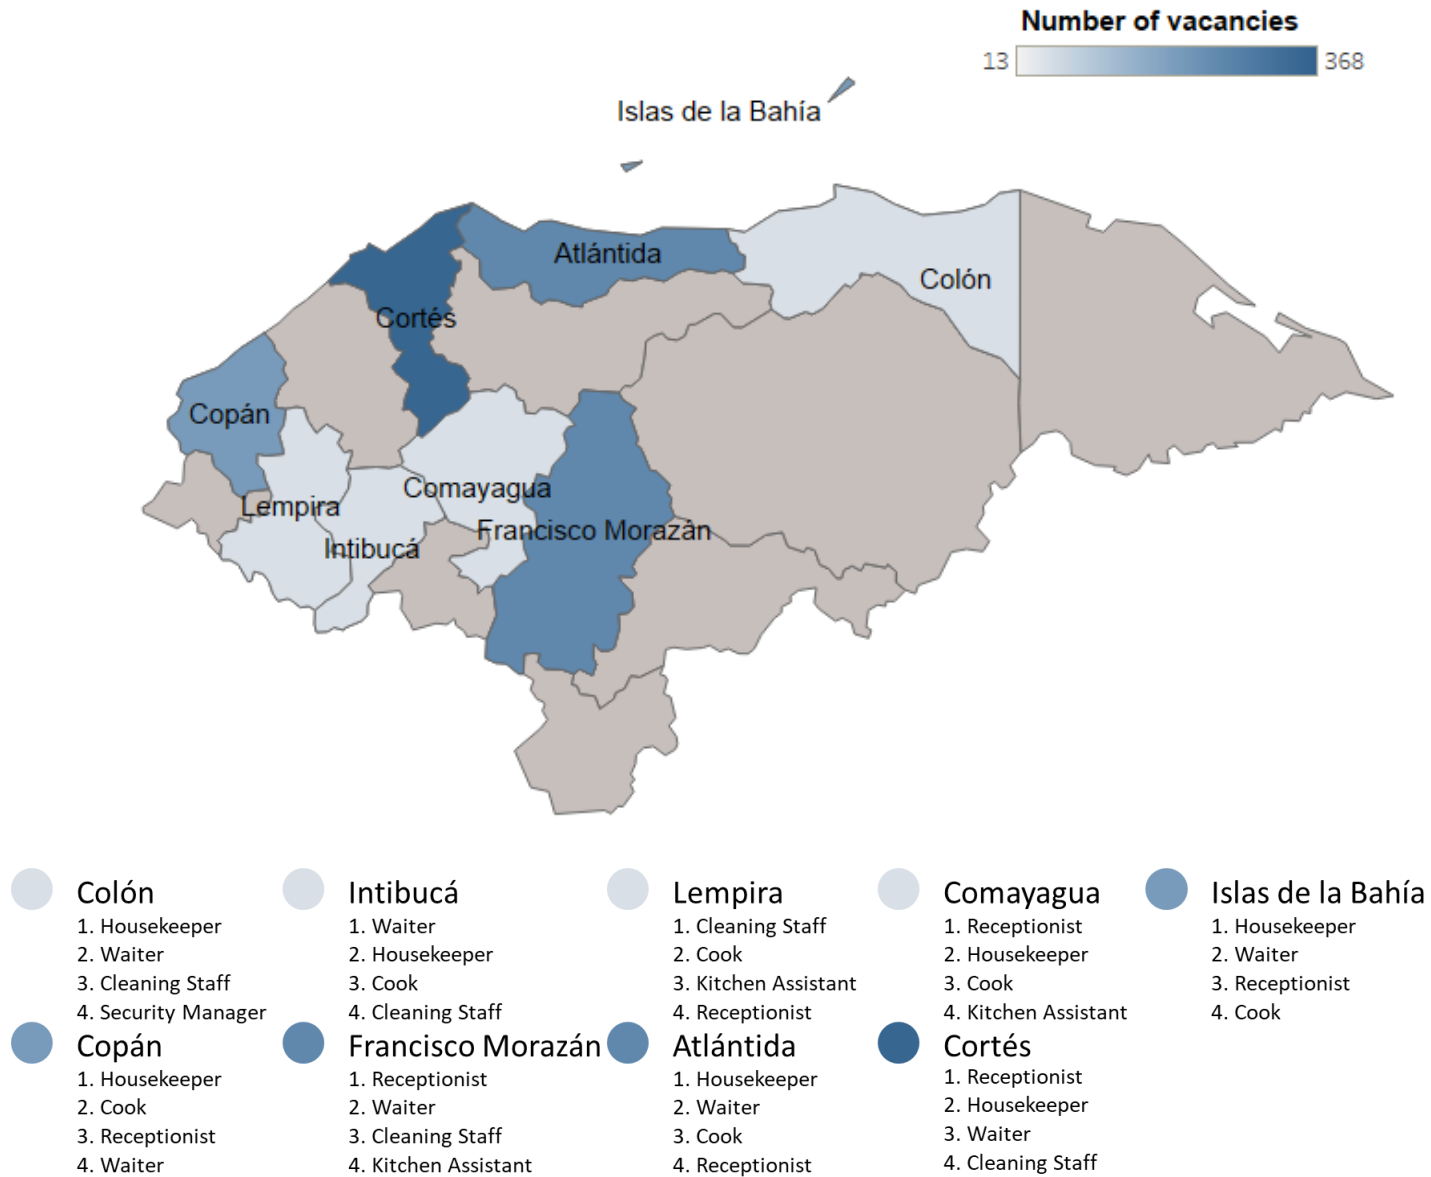 Number of vacancies
13 368
Islas de la Bahía
Atlántida
Colón
Cortés
Copán
Comayagua
Lempira
Francisco Morazán
Intibucá
Colón
1. Housekeeper
2. Waiter
3. Cleaning Staff
4. Security Manager
Intibucá
1. Waiter
2. Housekeeper
3. Cook
4. Cleaning Staff
Lempira
1. Cleaning Staff
2. Cook
3. Kitchen Assistant
4. Receptionist
Comayagua
1. Receptionist
2. Housekeeper
3. Cook
4. Kitchen Assistant
Islas de la Bahía
1. Housekeeper
2. Waiter
3. Receptionist
4. Cook
Copán
1. Housekeeper
2. Cook
3. Receptionist
4. Waiter
Francisco Morazán
1. Receptionist
2. Waiter
3. Cleaning Staff
4. Kitchen Assistant
Atlántida
1. Housekeeper
2. Waiter
3. Cook
4. Receptionist
Cortés
1. Receptionist
2. Housekeeper
3. Waiter
4. Cleaning Staff